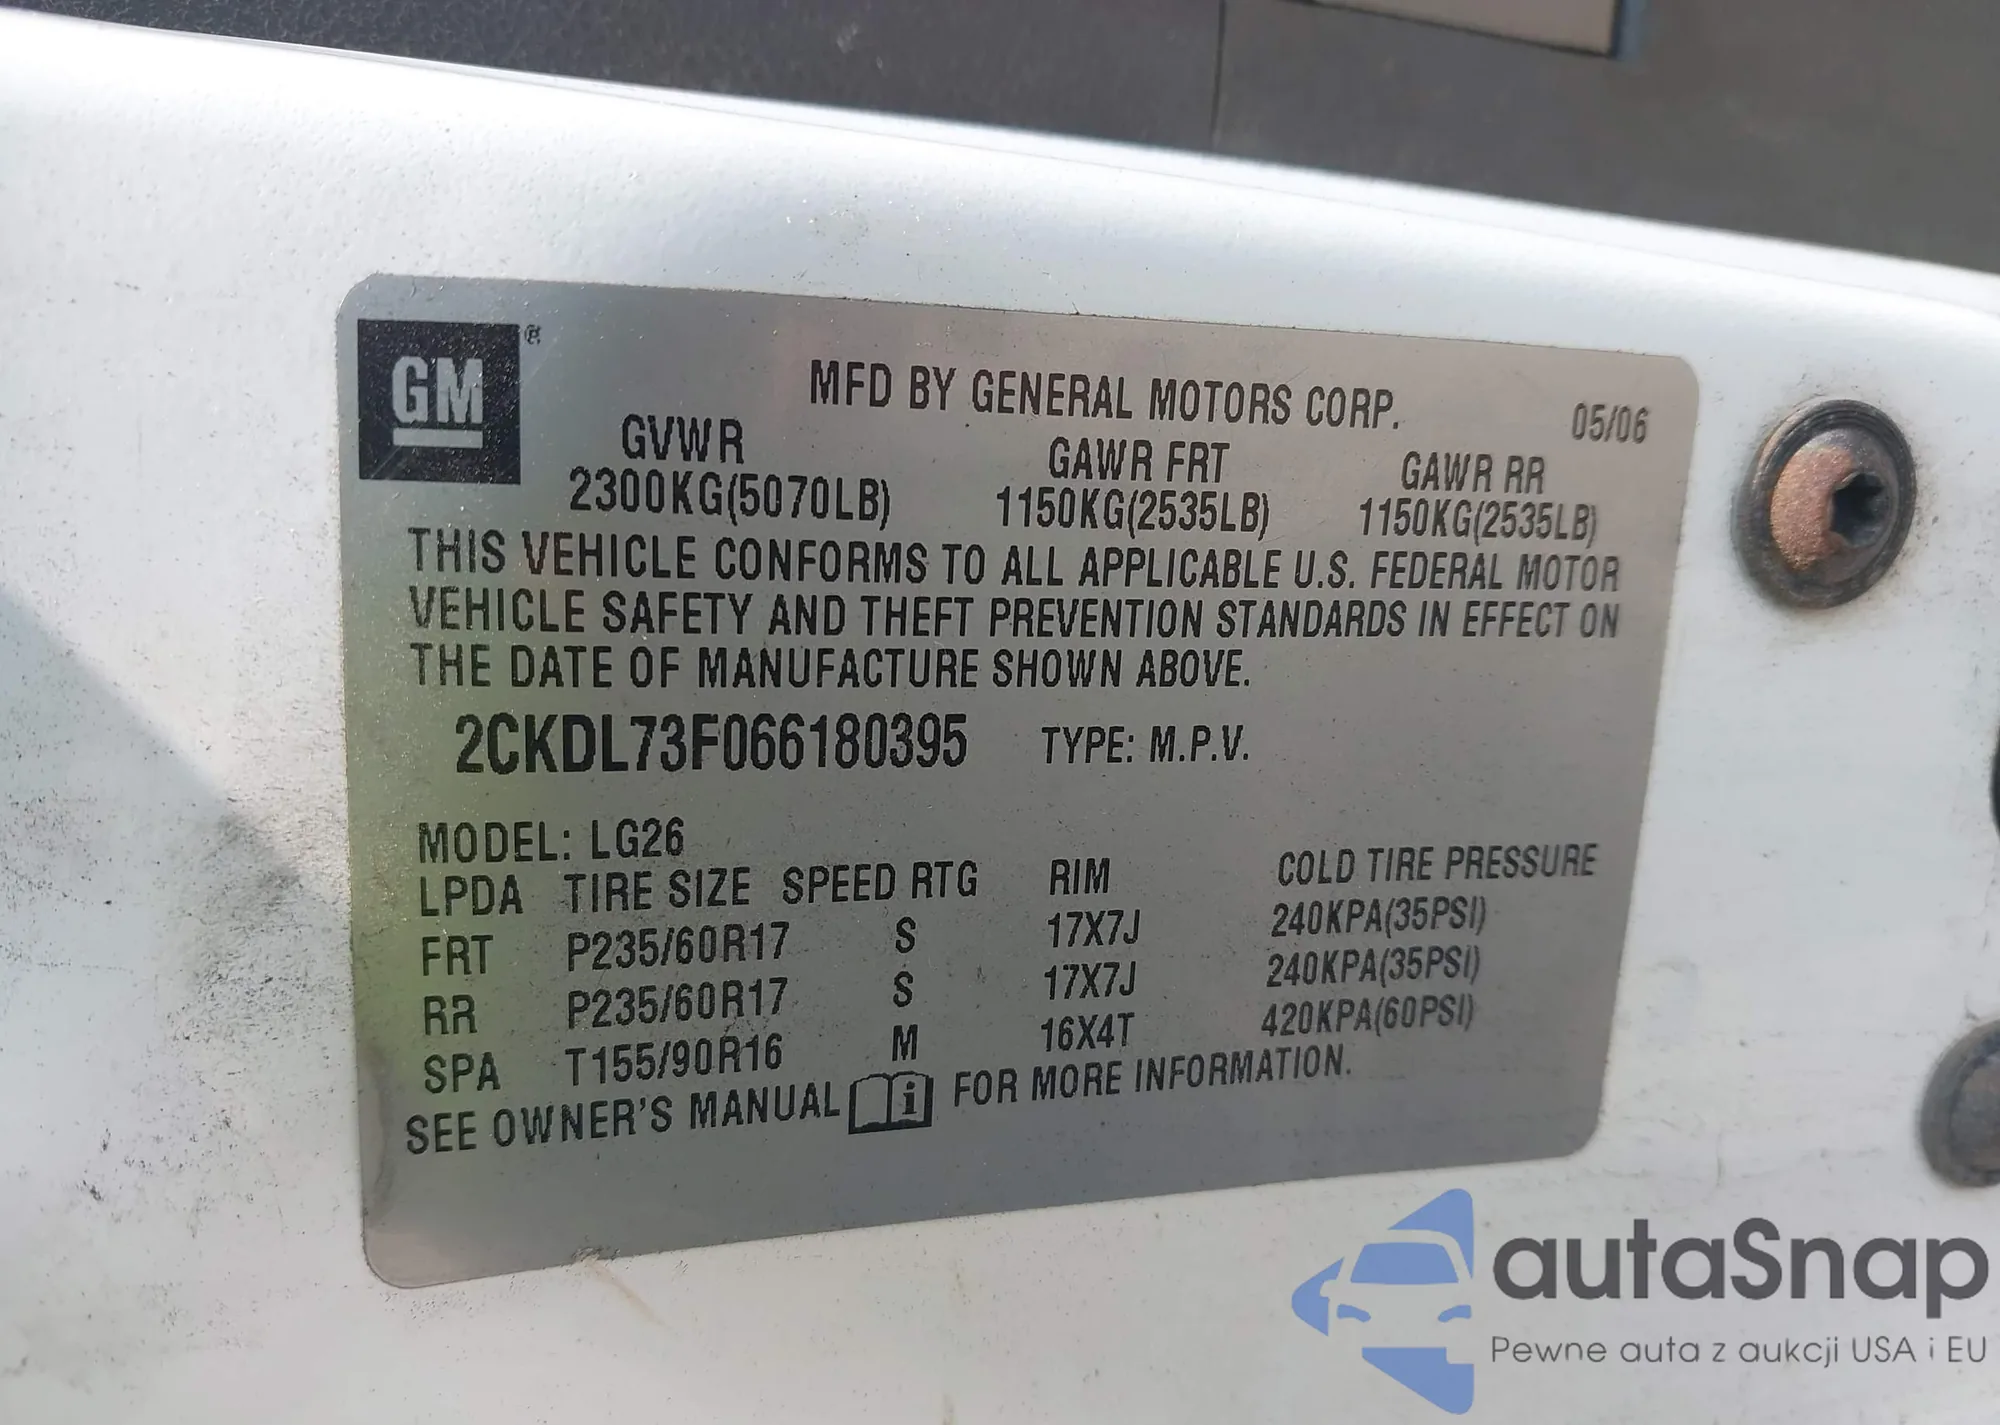 GM ®
MFD BY GENERAL MOTORS CORP. 05/06
GVWR GAWR FRT GAWR RR
2300KG(5070LB) 1150KG(2535LB) 1150KG(2535LB)
THIS VEHICLE CONFORMS TO ALL APPLICABLE U.S. FEDERAL MOTOR
VEHICLE SAFETY AND THEFT PREVENTION STANDARDS IN EFFECT ON
THE DATE OF MANUFACTURE SHOWN ABOVE.
2CKDL73F066180395 TYPE: M.P.V.
MODEL: LG26
LPDA TIRE SIZE SPEED RTG RIM COLD TIRE PRESSURE
FRT P235/60R17 S 17X7J 240KPA(35PSI)
RR P235/60R17 S 17X7J 240KPA(35PSI)
SPA T155/90R16 M 16X4T 420KPA(60PSI)
SEE OWNER'S MANUAL i FOR MORE INFORMATION.
autaSnap
Pewne auta z aukcji USA i EU